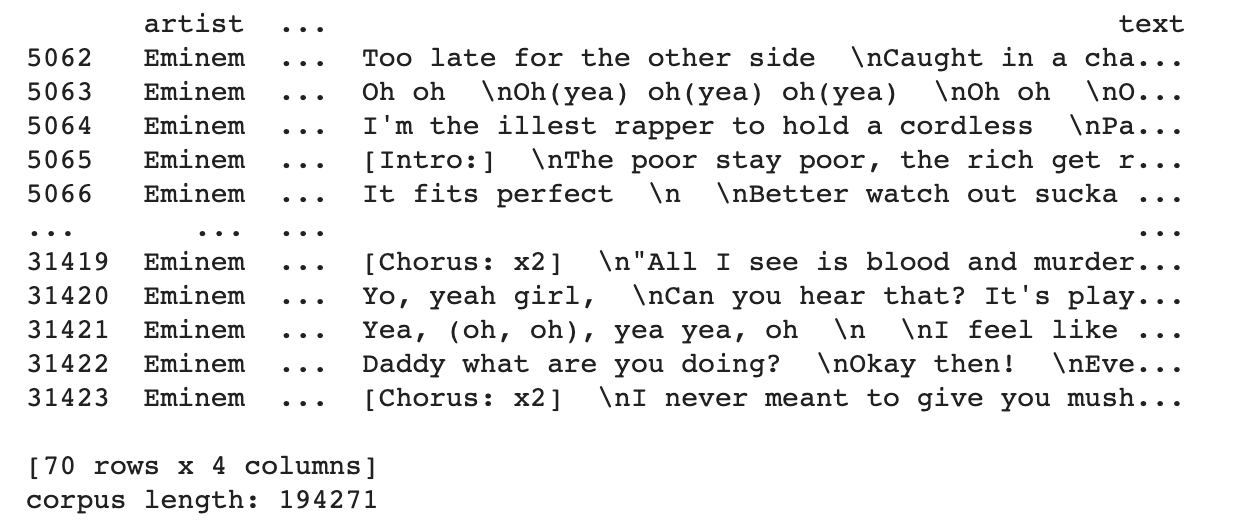 artist ... text
5062 Eminem ... Too late for the other side \nCaught in a cha...
5063 Eminem ... Oh oh \nOh(yea) oh(yea) oh(yea) \nOh oh \nO...
5064 Eminem ... I'm the illest rapper to hold a cordless \nPa...
5065 Eminem ... [Intro:] \nThe poor stay poor, the rich get r...
5066 Eminem ... It fits perfect \n \nBetter watch out sucka ...
... ... ... ...
31419 Eminem ... [Chorus: x2] \n"All I see is blood and murder...
31420 Eminem ... Yo, yeah girl, \nCan you hear that? It's play...
31421 Eminem ... Yea, (oh, oh), yea yea, oh \n \nI feel like ...
31422 Eminem ... Daddy what are you doing? \nOkay then! \nEve...
31423 Eminem ... [Chorus: x2] \nI never meant to give you mush...
[70 rows x 4 columns]
corpus length: 194271